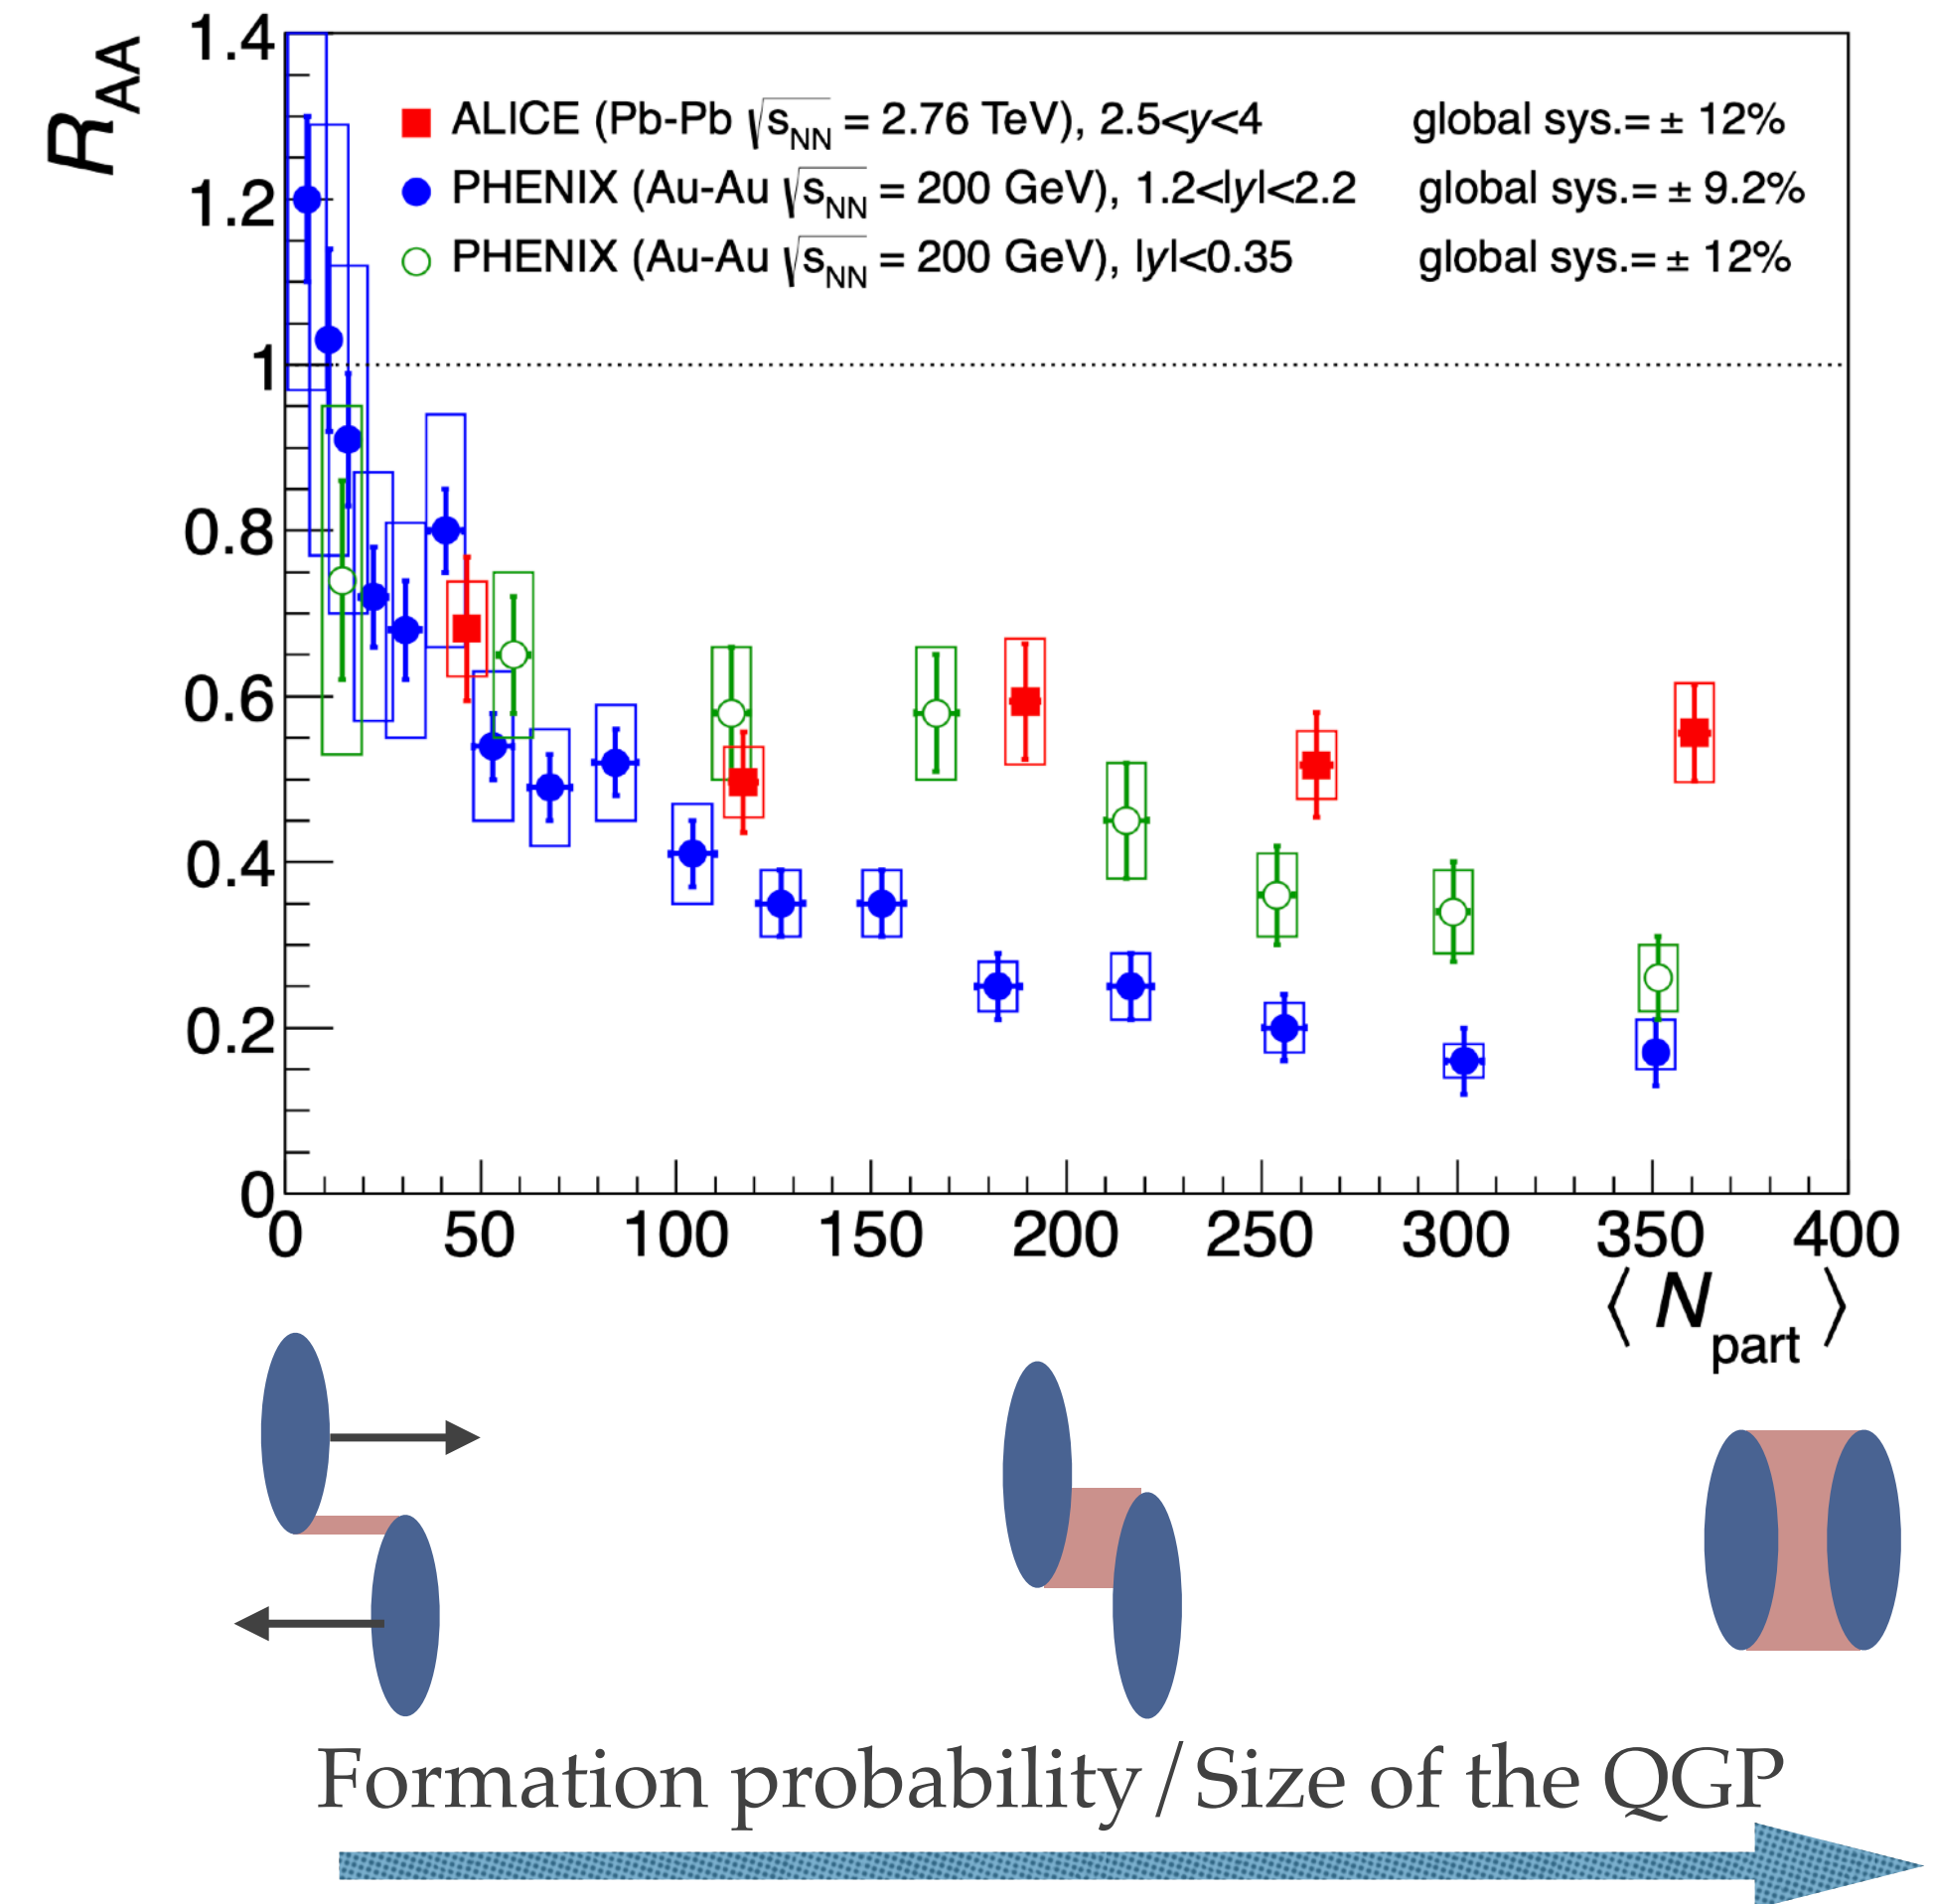 R_AA
1.4
1.2
1
0.8
0.6
0.4
0.2
0
ALICE (Pb-Pb √s_NN = 2.76 TeV), 2.5<y<4 global sys.= ± 12%
PHENIX (Au-Au √s_NN = 200 GeV), 1.2<|y|<2.2 global sys.= ± 9.2%
PHENIX (Au-Au √s_NN = 200 GeV), |y|<0.35 global sys.= ± 12%
0 50 100 150 200 250 300 350 400
⟨ N_part ⟩
Formation probability/Size of the QGP